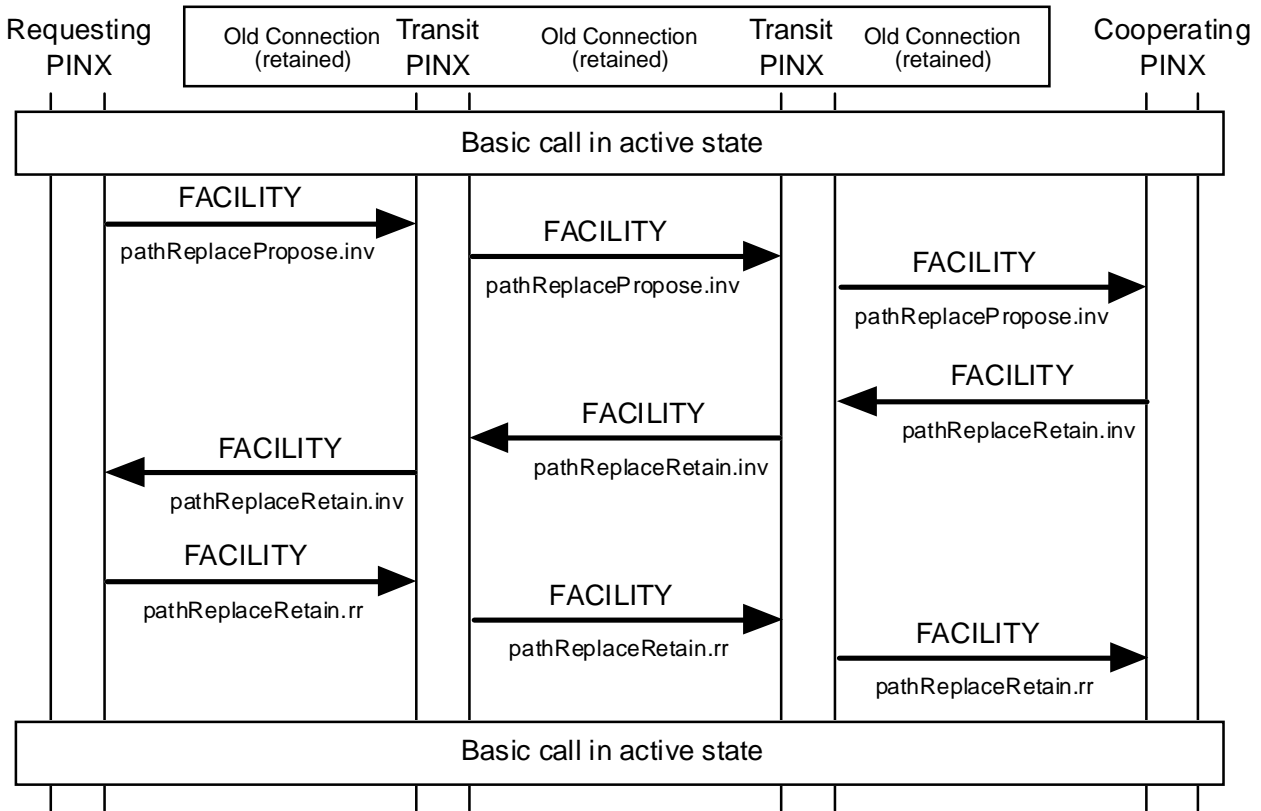 Requesting
PINX
Old Connection
(retained)
Transit
PINX
Old Connection
(retained)
Transit
PINX
Old Connection
(retained)
Cooperating
PINX
Basic call in active state
FACILITY
pathReplacePropose.inv
FACILITY
pathReplacePropose.inv
FACILITY
pathReplacePropose.inv
FACILITY
pathReplaceRetain.inv
FACILITY
pathReplaceRetain.inv
FACILITY
pathReplaceRetain.inv
FACILITY
pathReplaceRetain.rr
FACILITY
pathReplaceRetain.rr
FACILITY
pathReplaceRetain.rr
Basic call in active state